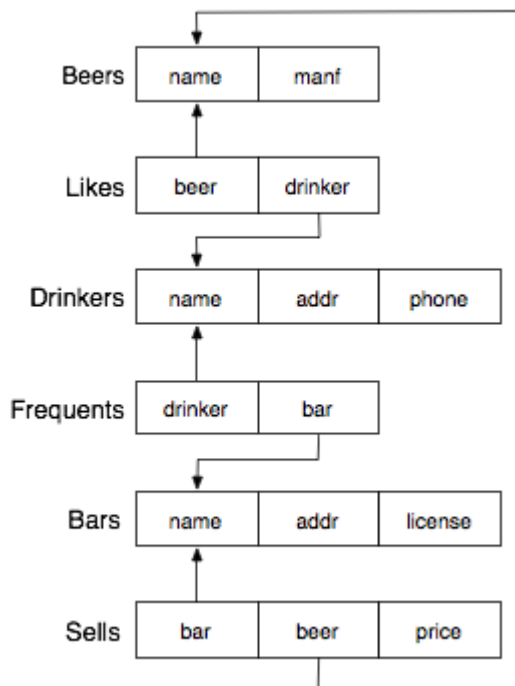 Beers name manf
Likes beer drinker
Drinkers name addr phone
Frequents drinker bar
Bars name addr license
Sells bar beer price